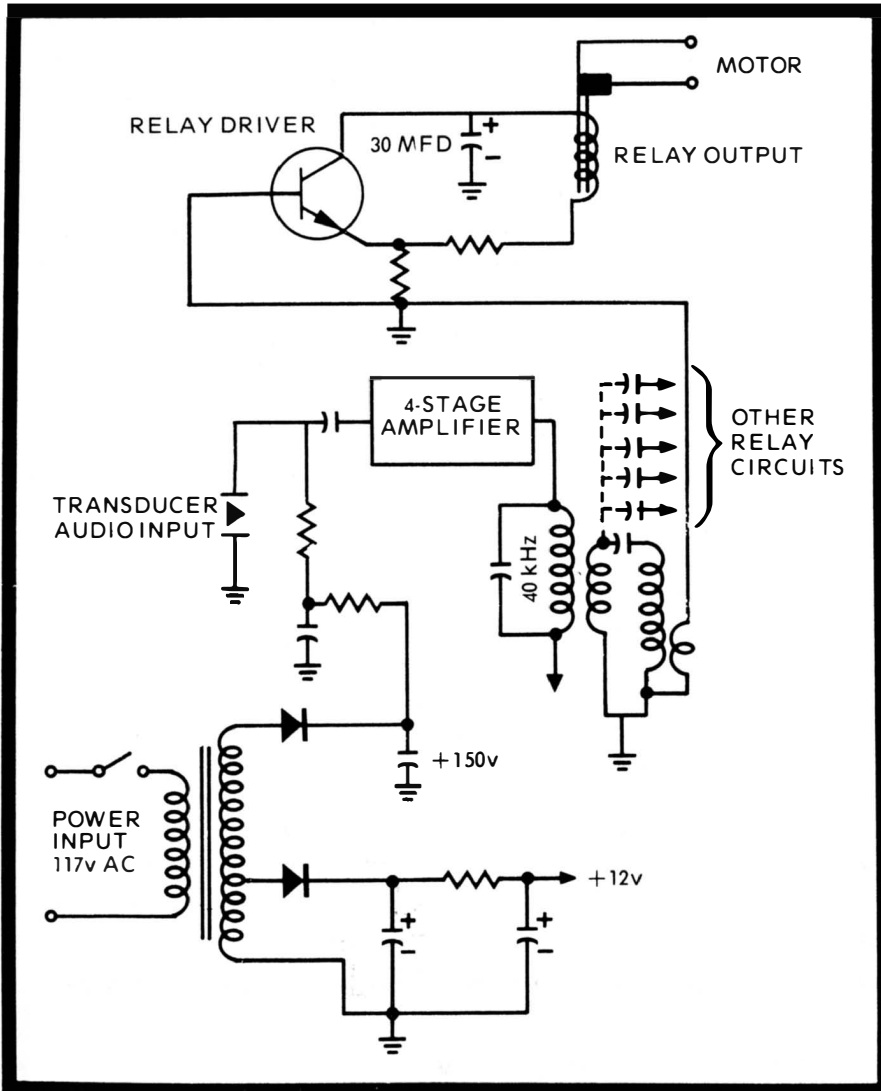 MOTOR
RELAY DRIVER
30 MFD
+
-
RELAY OUTPUT
4-STAGE
AMPLIFIER
OTHER
RELAY
CIRCUITS
TRANSDUCER
AUDIO INPUT
40 kHz
+150v
POWER
INPUT
117v AC
+12v
+
-
+
-